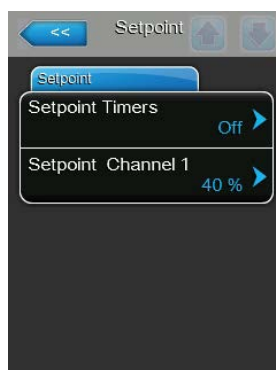 << Setpoint
Setpoint
Setpoint Timers
Off
Setpoint Channel 1
40 %